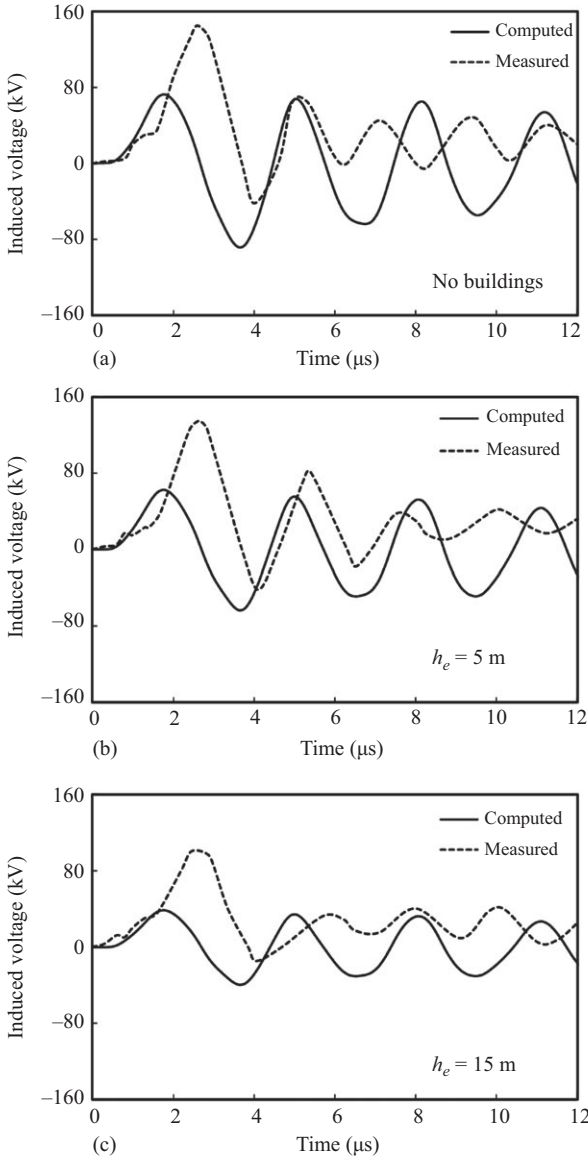 160
Computed
Measured
80
0
−80
−160
Induced voltage (kV)
No buildings
0 2 4 6 8 10 12
(a) Time (μs)
160
Computed
Measured
80
0
−80
−160
Induced voltage (kV)
he = 5 m
0 2 4 6 8 10 12
(b) Time (μs)
160
Computed
Measured
80
0
−80
−160
Induced voltage (kV)
he = 15 m
0 2 4 6 8 10 12
(c) Time (μs)